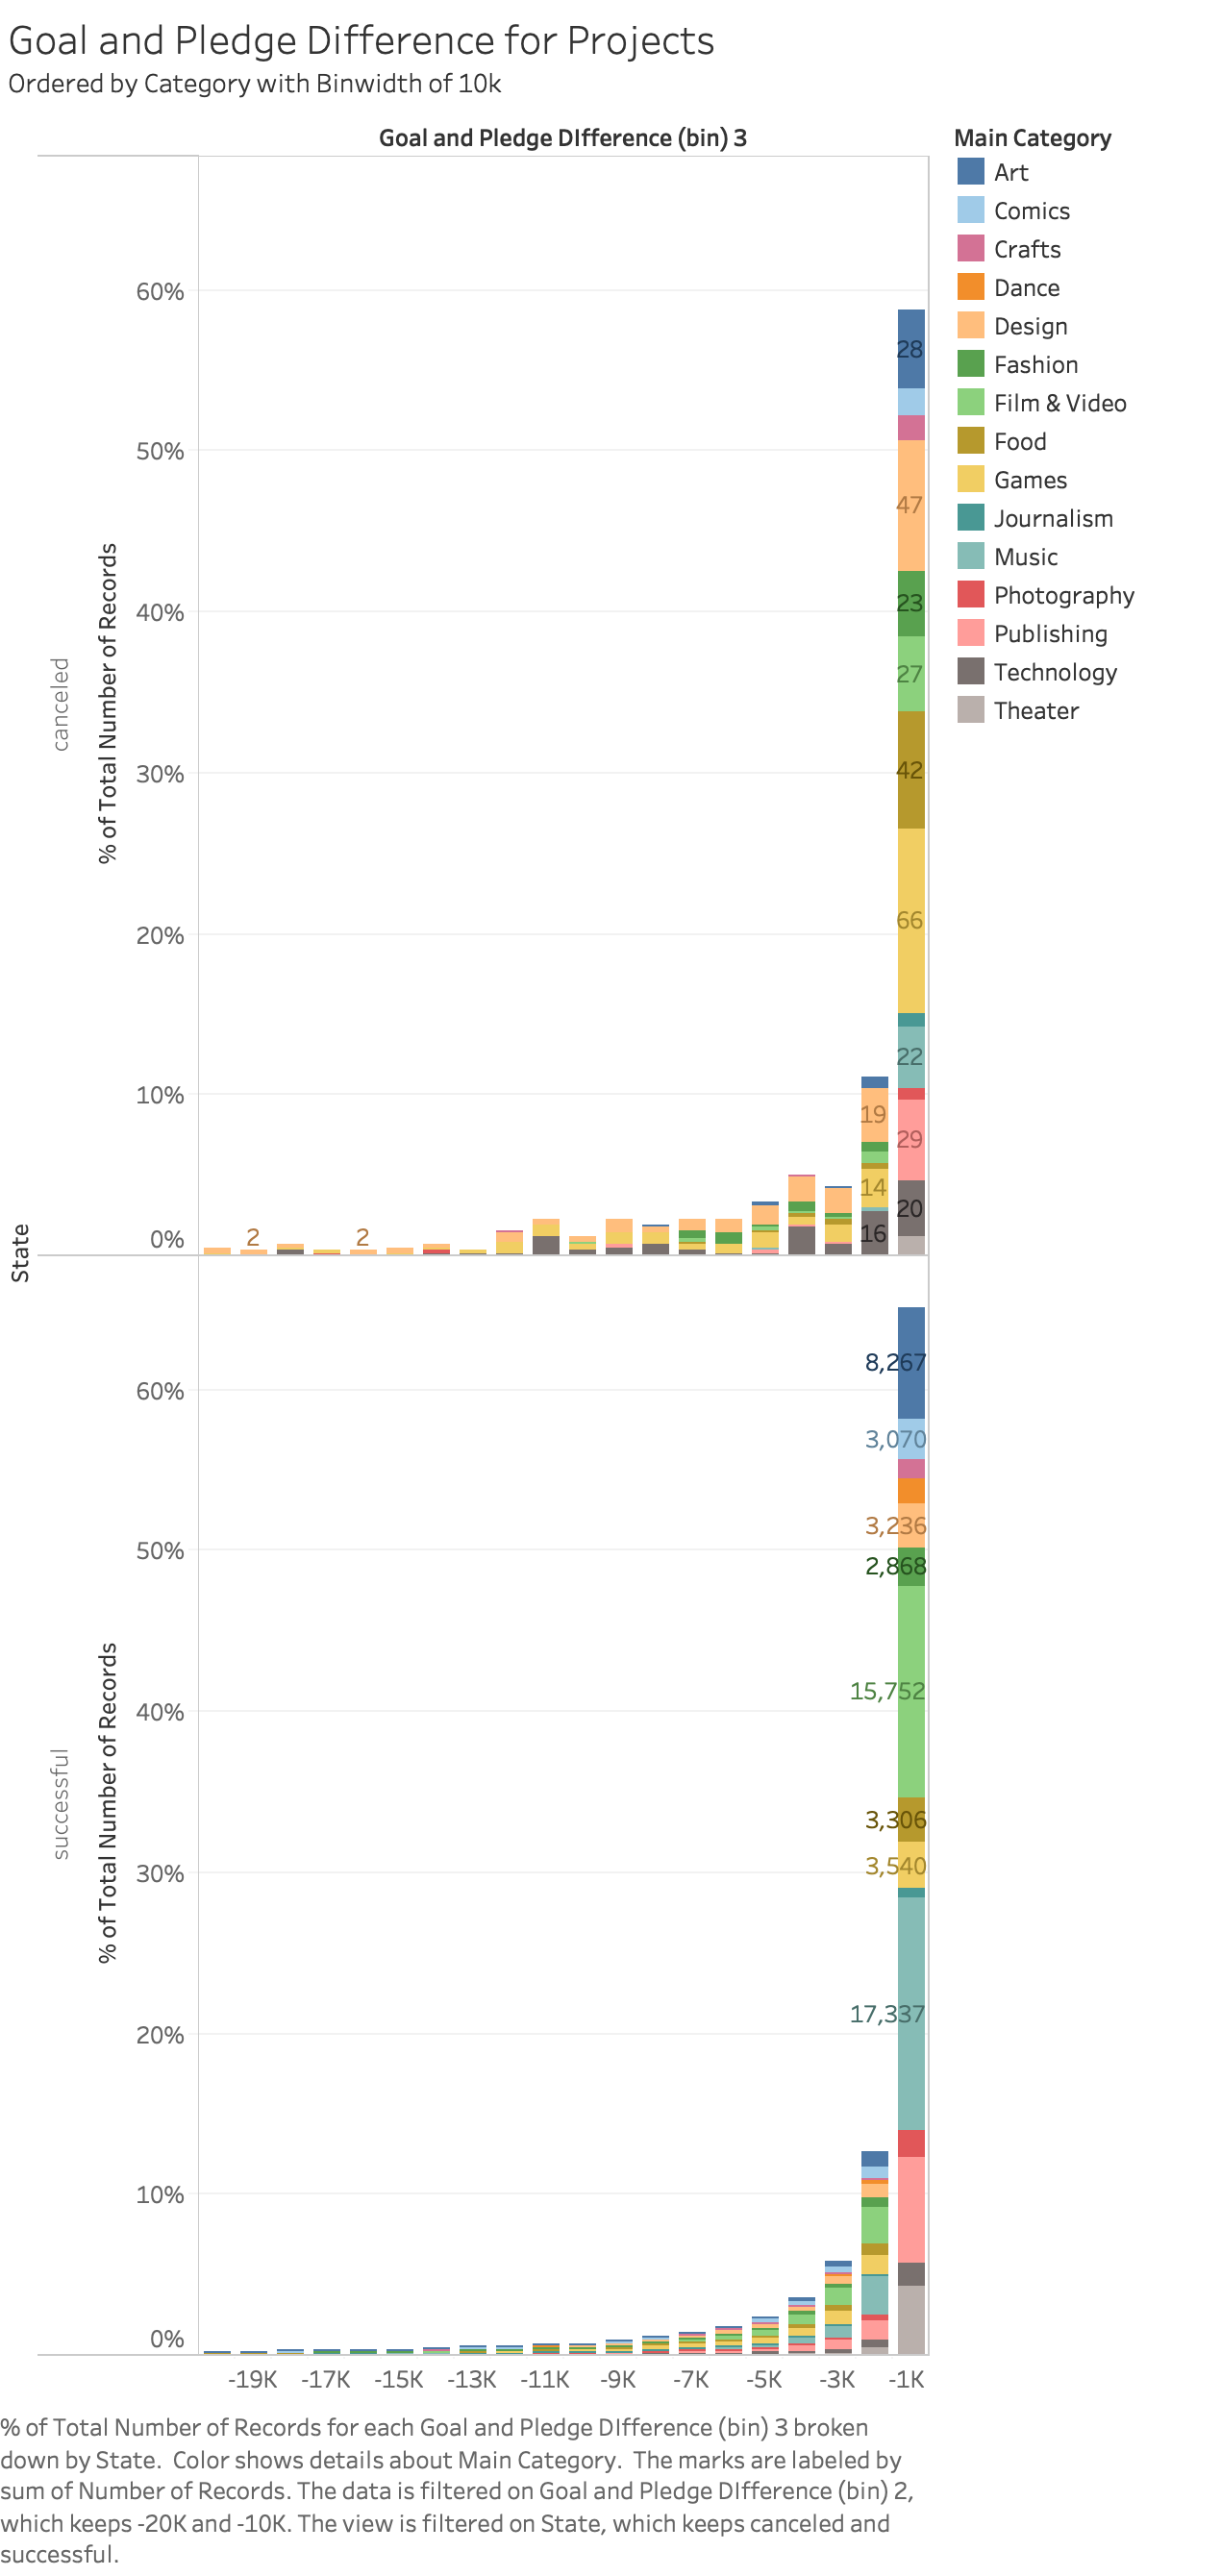 Goal and Pledge Difference for Projects
Ordered by Category with Binwidth of 10k
Goal and Pledge DIfference (bin) 3
Main Category
Art
Comics
Crafts
Dance
Design
Fashion
Film & Video
Food
Games
Journalism
Music
Photography
Publishing
Technology
Theater
State
canceled
% of Total Number of Records
60%
50%
40%
30%
20%
10%
0%
28
47
23
27
42
66
22
29
20
19
14
16
2
2
successful
% of Total Number of Records
60%
50%
40%
30%
20%
10%
0%
8,267
3,070
3,236
2,868
15,752
3,306
3,540
17,337
-19K -17K -15K -13K -11K -9K -7K -5K -3K -1K
% of Total Number of Records for each Goal and Pledge DIfference (bin) 3 broken
down by State. Color shows details about Main Category. The marks are labeled by
sum of Number of Records. The data is filtered on Goal and Pledge DIfference (bin) 2,
which keeps -20K and -10K. The view is filtered on State, which keeps canceled and
successful.